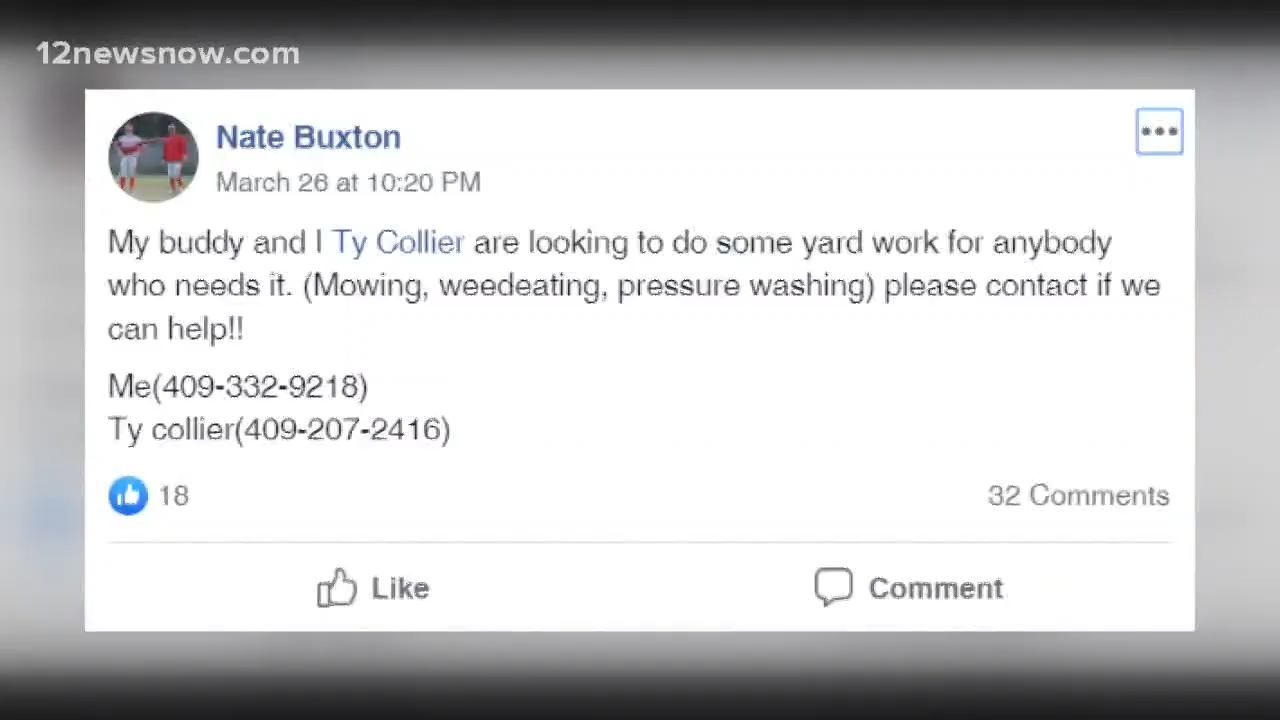 12newsnow.com
Nate Buxton
March 26 at 10:20 PM
My buddy and I Ty Collier are looking to do some yard work for anybody
who needs it. (Mowing, weedeating, pressure washing) please contact if we
can help!!
Me(409-332-9218)
Ty collier(409-207-2416)
18
32 Comments
Like
Comment